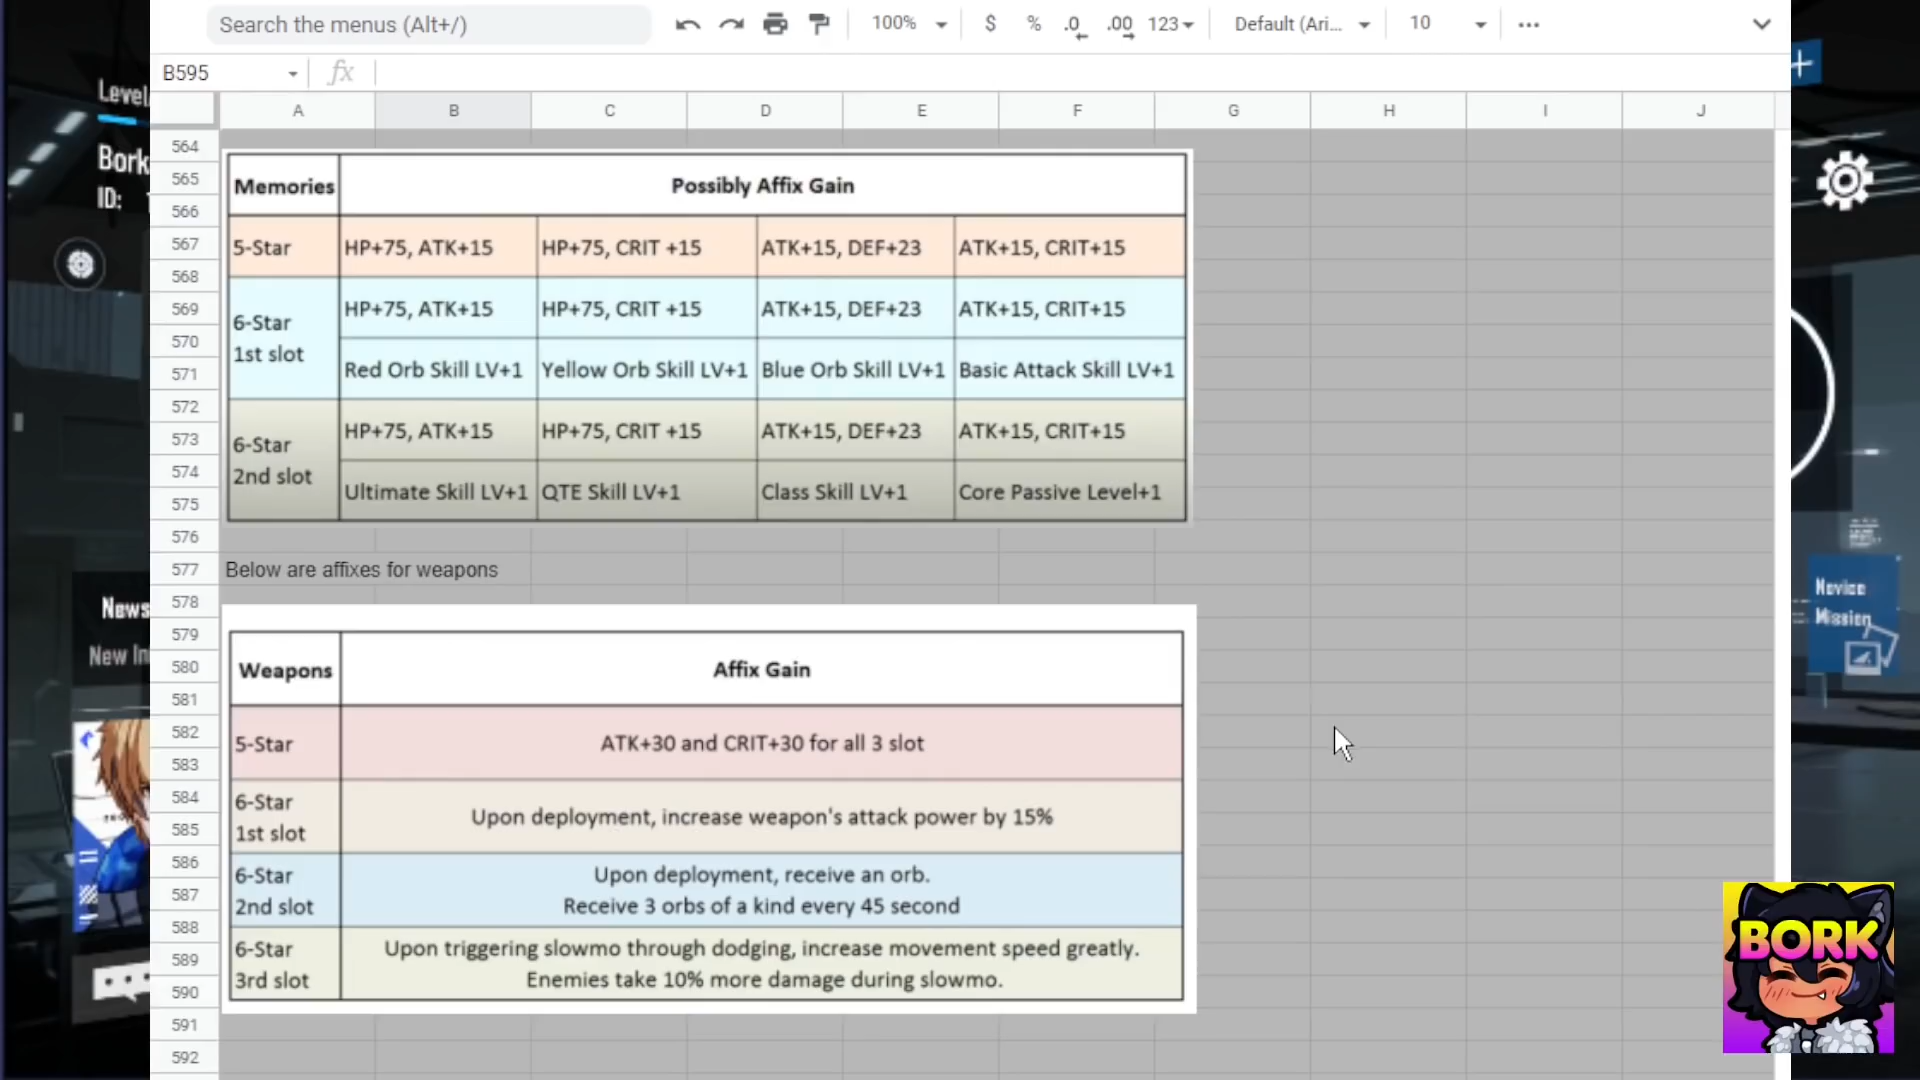 Search the menus (Alt+/)
100%
$ % .0 .00 123
Default (Ari...
10
B595
fx
A B C D E F G H I J
Level
Bork
ID:
News
New In
Novice
Mission
BORK
564
565
566
567
568
569
570
571
572
573
574
575
576
577
578
579
580
581
582
583
584
585
586
587
588
589
590
591
592
Memories Possibly Affix Gain
5-Star HP+75, ATK+15 HP+75, CRIT +15 ATK+15, DEF+23 ATK+15, CRIT+15
6-Star
1st slot
HP+75, ATK+15 HP+75, CRIT +15 ATK+15, DEF+23 ATK+15, CRIT+15
Red Orb Skill LV+1 Yellow Orb Skill LV+1 Blue Orb Skill LV+1 Basic Attack Skill LV+1
6-Star
2nd slot
HP+75, ATK+15 HP+75, CRIT +15 ATK+15, DEF+23 ATK+15, CRIT+15
Ultimate Skill LV+1 QTE Skill LV+1 Class Skill LV+1 Core Passive Level+1
Below are affixes for weapons
Weapons Affix Gain
5-Star ATK+30 and CRIT+30 for all 3 slot
6-Star
1st slot
Upon deployment, increase weapon's attack power by 15%
6-Star
2nd slot
Upon deployment, receive an orb.
Receive 3 orbs of a kind every 45 second
6-Star
3rd slot
Upon triggering slowmo through dodging, increase movement speed greatly.
Enemies take 10% more damage during slowmo.